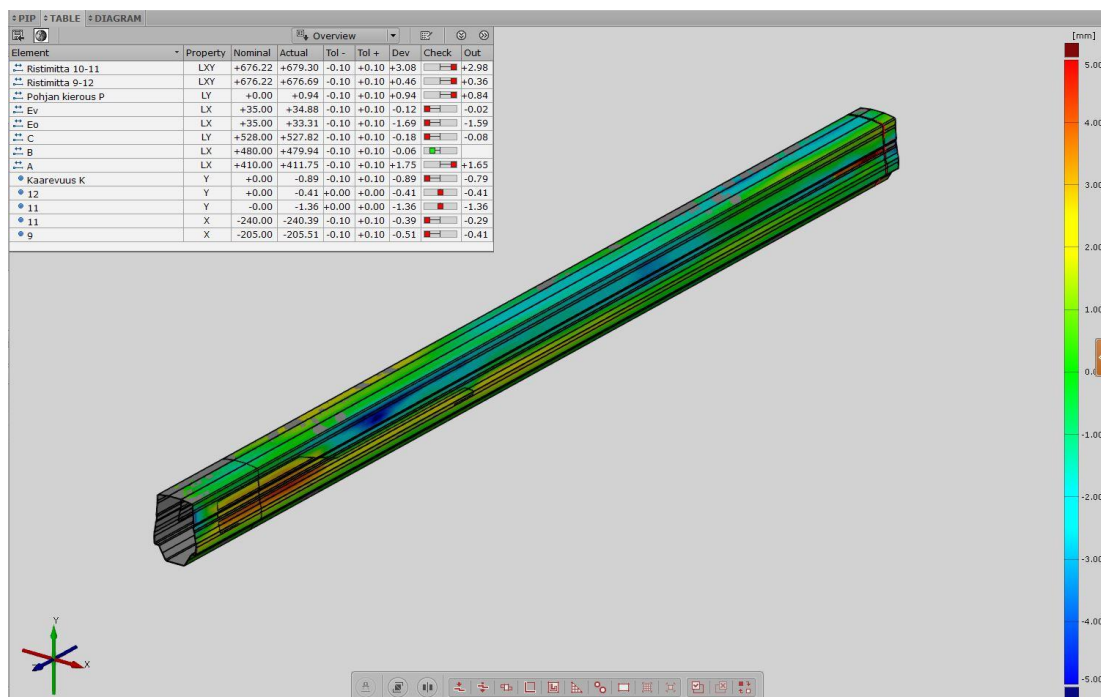 PIP TABLE DIAGRAM
Overview
[mm]
Element Property Nominal Actual Tol - Tol + Dev Check Out
Ristimitta 10-11 LXY +676.22 +679.30 -0.10 +0.10 +3.08 +2.98
Ristimitta 9-12 LXY +676.22 +676.69 -0.10 +0.10 +0.46 +0.36
Pohjan kierous P LY +0.00 +0.94 -0.10 +0.10 +0.94 +0.84
Ev LX +35.00 +34.88 -0.10 +0.10 -0.12 -0.02
Eo LX +35.00 +33.31 -0.10 +0.10 -1.69 -1.59
C LY +528.00 +527.82 -0.10 +0.10 -0.18 -0.08
B LX +480.00 +479.94 -0.10 +0.10 -0.06
A LX +410.00 +411.75 -0.10 +0.10 +1.75 +1.65
Kaarevuus K Y +0.00 -0.89 -0.10 +0.10 -0.89 -0.79
12 Y +0.00 -0.41 +0.00 +0.00 -0.41 -0.41
11 Y -0.00 -1.36 +0.00 +0.00 -1.36 -1.36
11 X -240.00 -240.39 -0.10 +0.10 -0.39 -0.29
9 X -205.00 -205.51 -0.10 +0.10 -0.51 -0.41
5.00
4.00
3.00
2.00
1.00
0.0
-1.00
-2.00
-3.00
-4.00
-5.00
Y
X